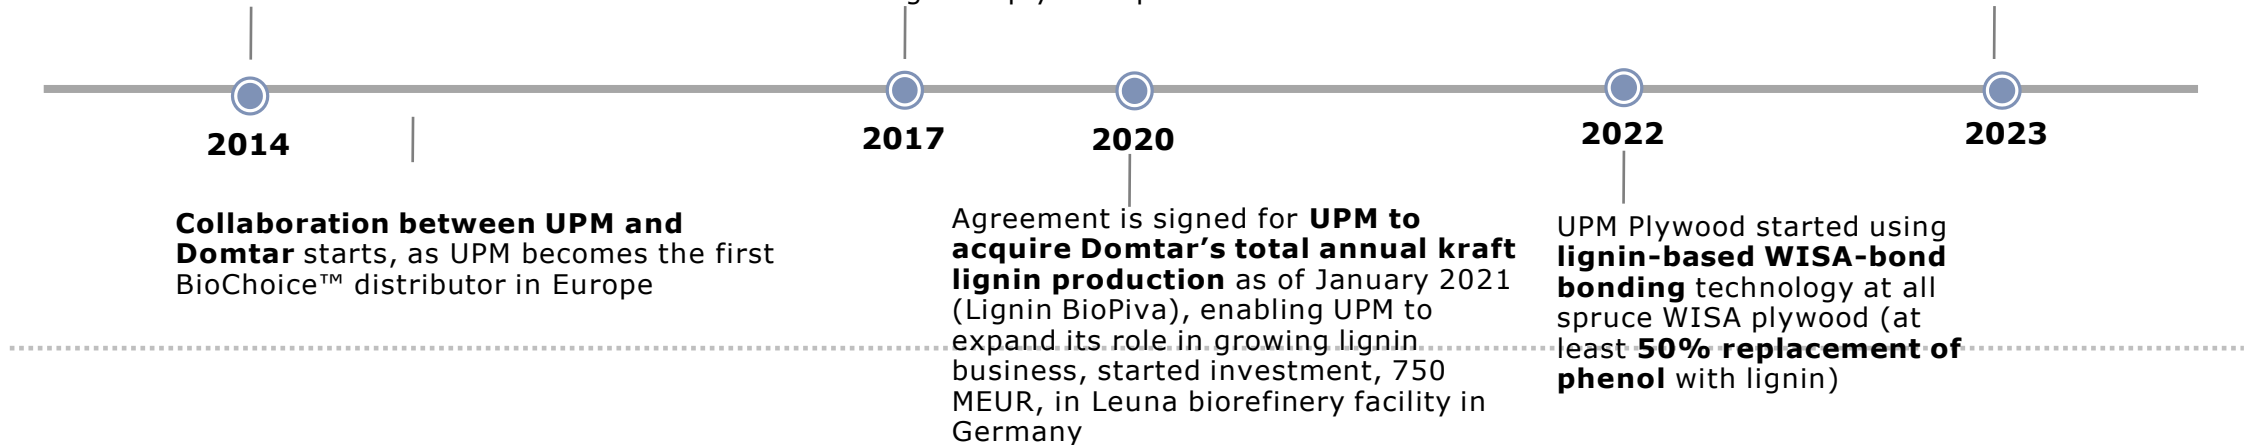 2014
2017
2020
2022
2023
Collaboration between UPM and
Domtar starts, as UPM becomes the first
BioChoice™ distributor in Europe
Agreement is signed for UPM to
acquire Domtar’s total annual kraft
lignin production as of January 2021
(Lignin BioPiva), enabling UPM to
expand its role in growing lignin
business, started investment, 750
MEUR, in Leuna biorefinery facility in
Germany
UPM Plywood started using
lignin-based WISA-bond
bonding technology at all
spruce WISA plywood (at
least 50% replacement of
phenol with lignin)